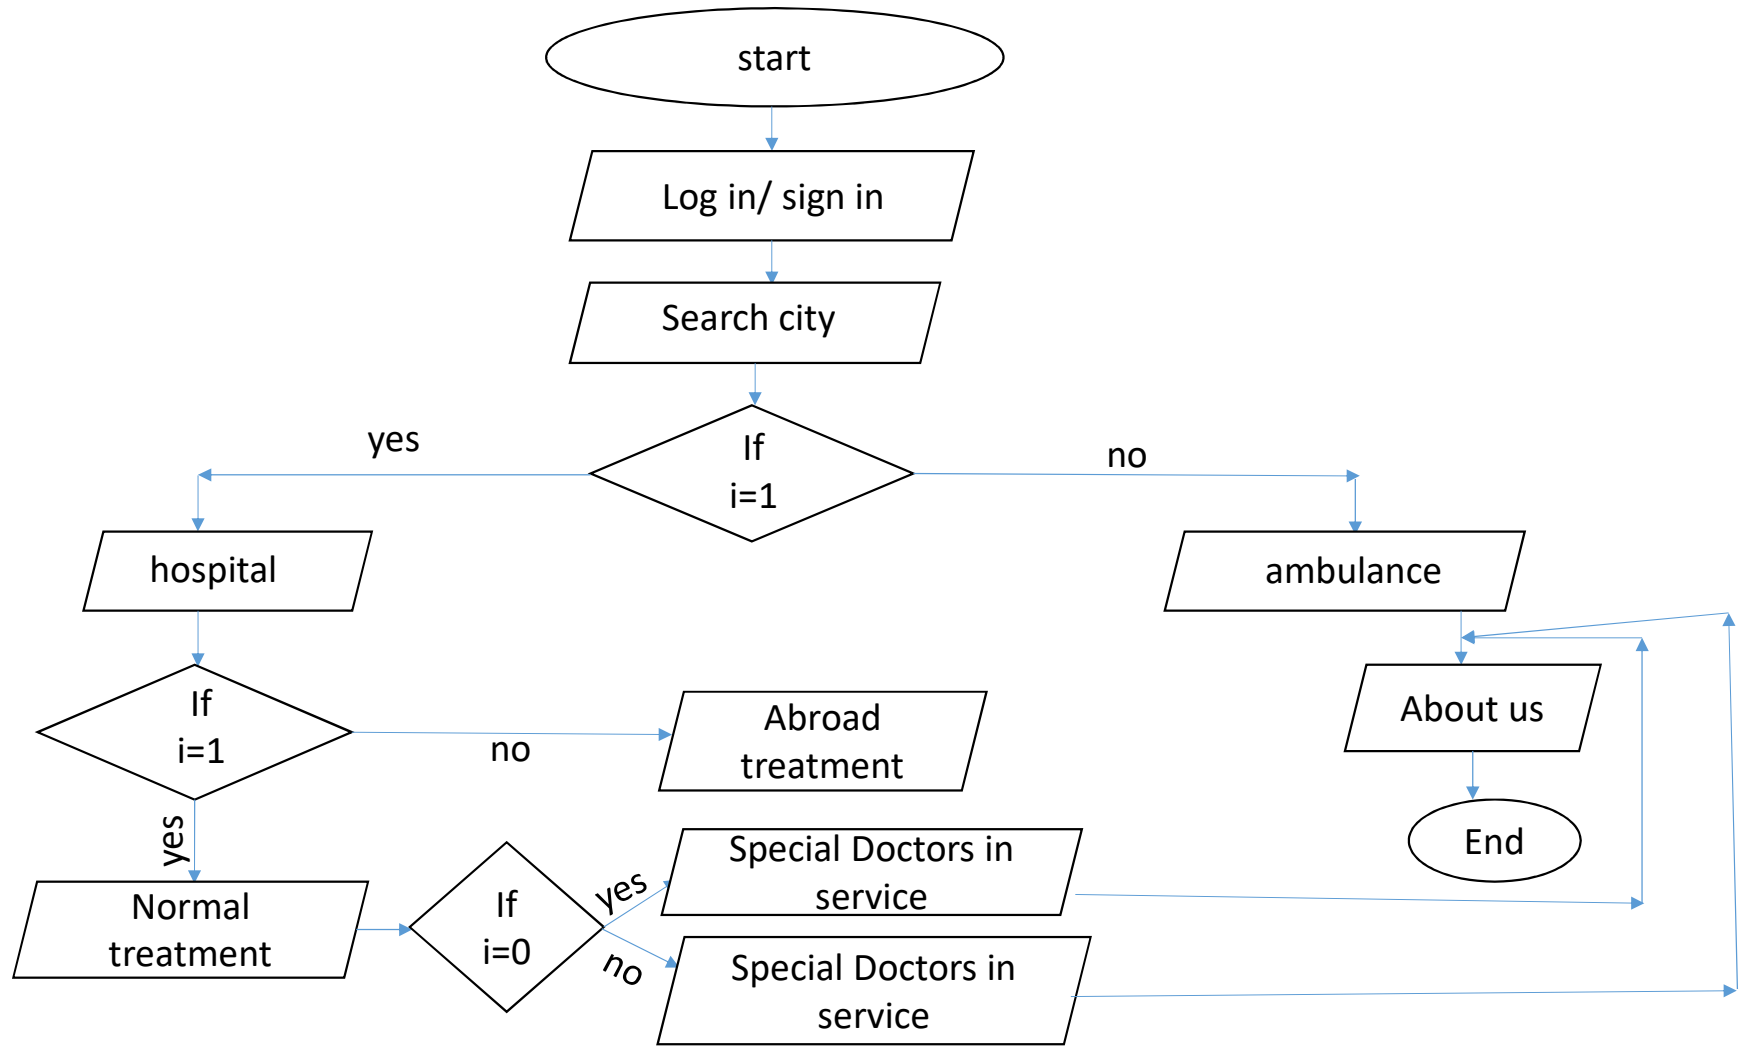 start
Log in/ sign in
Search city
If
i=1
yes
no
hospital
ambulance
If
i=1
no
Abroad
treatment
About us
yes
End
Normal
treatment
If
i=0
yes
Special Doctors in
service
no
Special Doctors in
service